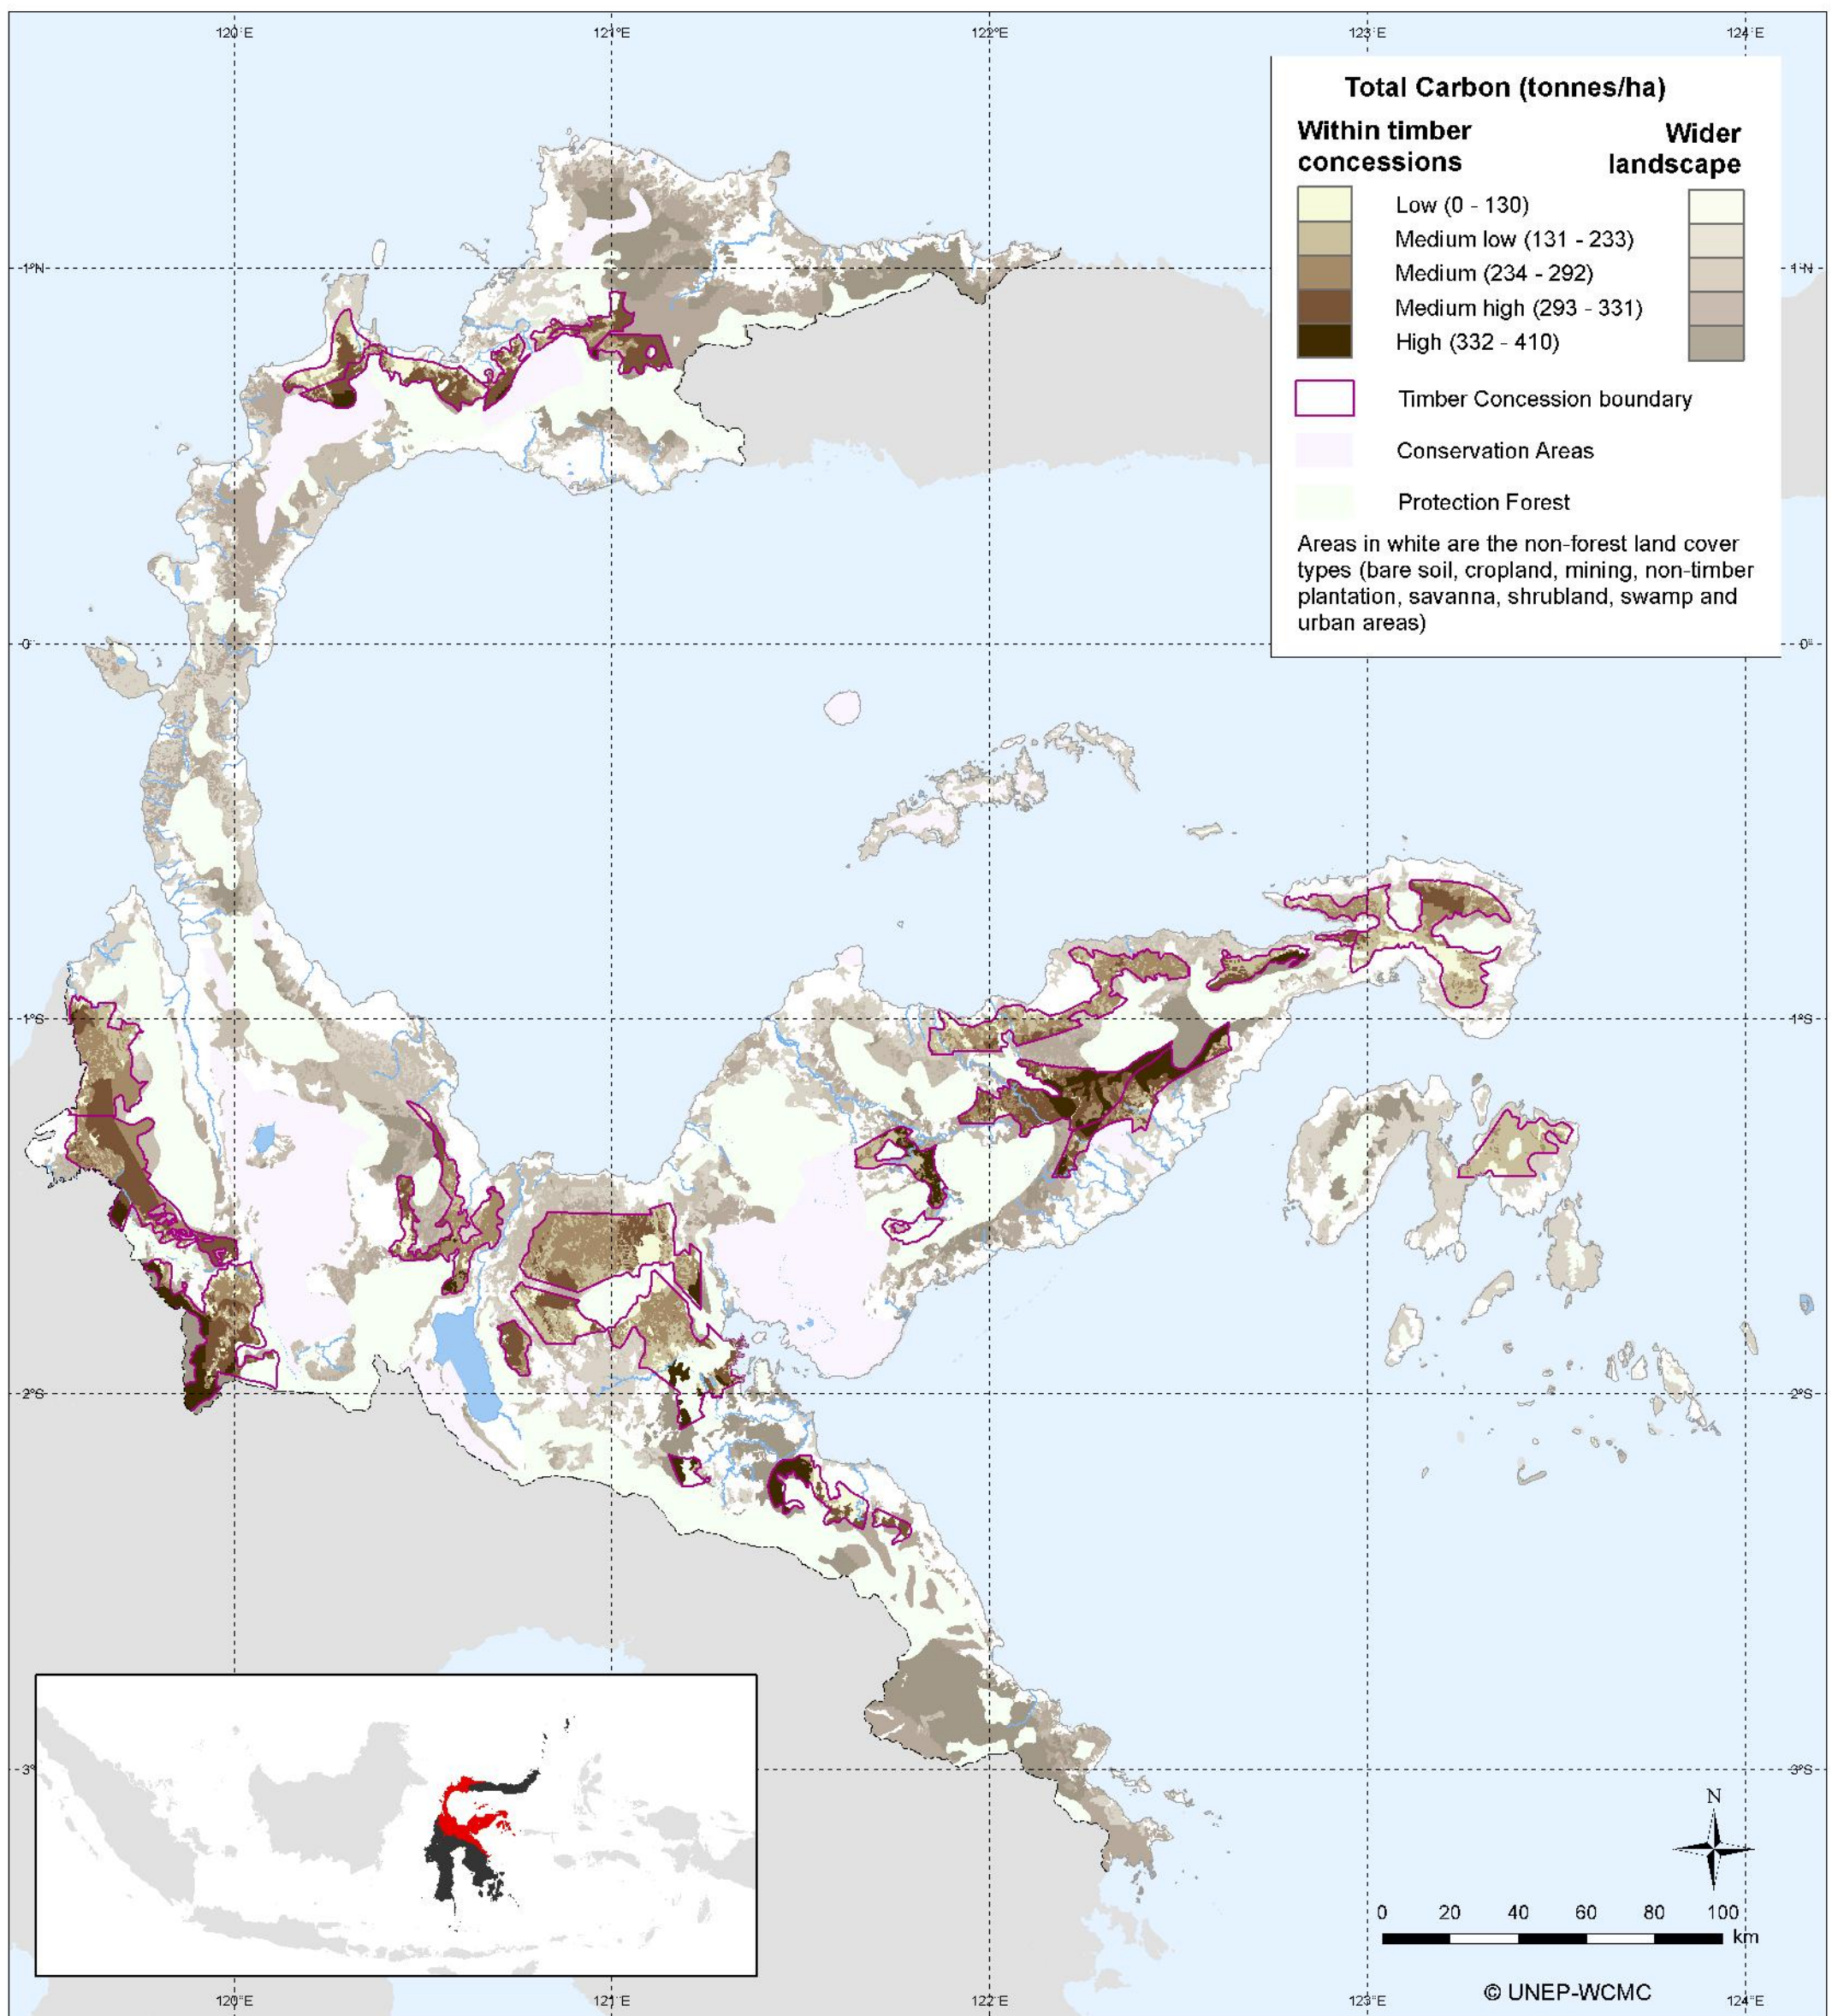 120°E 121°E 122°E 123°E 124°E
Total Carbon (tonnes/ha)
Within timber
concessions
Wider
landscape
Low (0 - 130)
Medium low (131 - 233)
Medium (234 - 292)
Medium high (293 - 331)
High (332 - 410)
Timber Concession boundary
Conservation Areas
Protection Forest
Areas in white are the non-forest land cover
types (bare soil, cropland, mining, non-timber
plantation, savanna, shrubland, swamp and
urban areas)
1°N 1°N
0° 0°
1°S 1°S
2°S 2°S
3° 3°S
N
0 20 40 60 80 100
km
© UNEP-WCMC
120°E 121°E 122°E 123°E 124°E